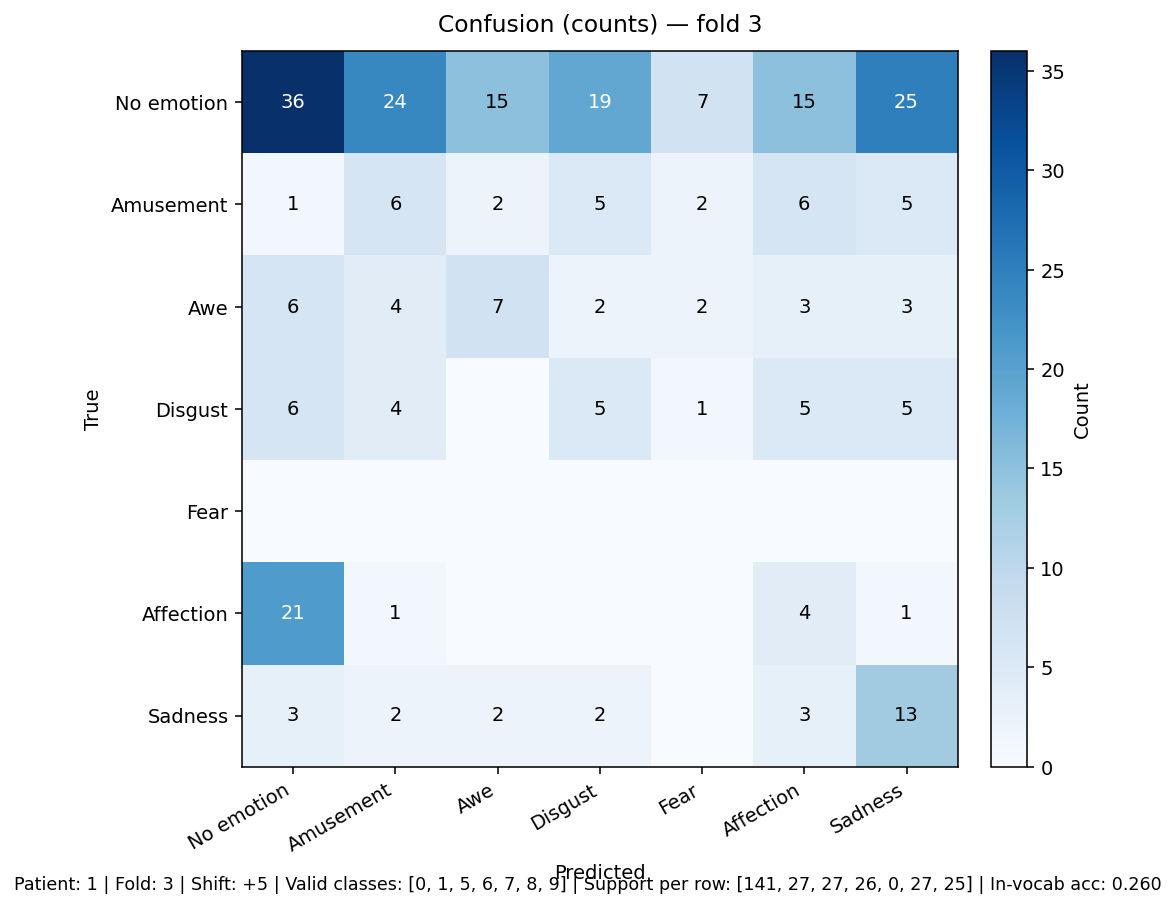 Confusion (counts) — fold 3
No emotion 36 24 15 19 7 15 25
Amusement 1 6 2 5 2 6 5
Awe 6 4 7 2 2 3 3
Disgust 6 4 5 1 5 5
Fear
Affection 21 1 4 1
Sadness 3 2 2 2 3 13
True
No emotion Amusement Awe Disgust Fear Affection Sadness
Predicted
35
30
25
20
15
10
5
0
Count
Patient: 1 | Fold: 3 | Shift: +5 | Valid classes: [0, 1, 5, 6, 7, 8, 9] | Support per row: [141, 27, 27, 26, 0, 27, 25] | In-vocab acc: 0.260